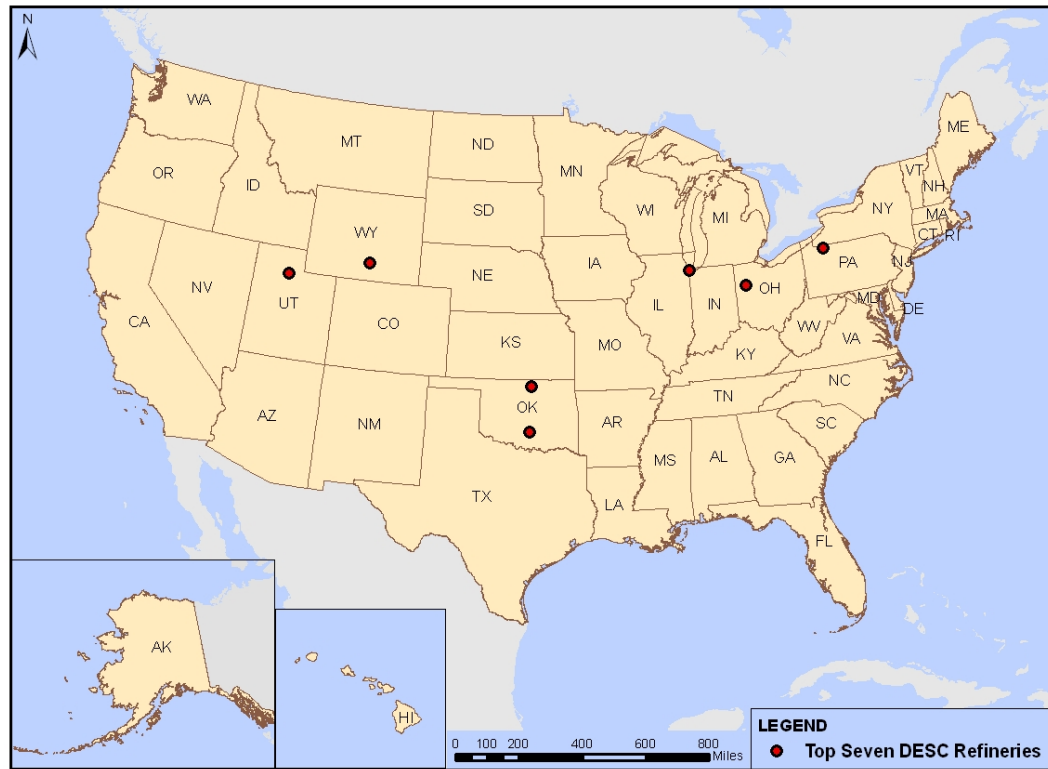 N
WA
MT
ND
MN
ME
OR
ID
SD
WI
MI
VT
NH
NY
MA
CT
RI
WY
IA
NE
PA
NJ
NV
UT
IL
IN
OH
MD
DE
CA
CO
KS
MO
WV
VA
KY
NC
AZ
NM
OK
AR
TN
SC
MS
AL
GA
TX
LA
FL
AK
HI
0 100 200 400 600 800
Miles
LEGEND
Top Seven DESC Refineries